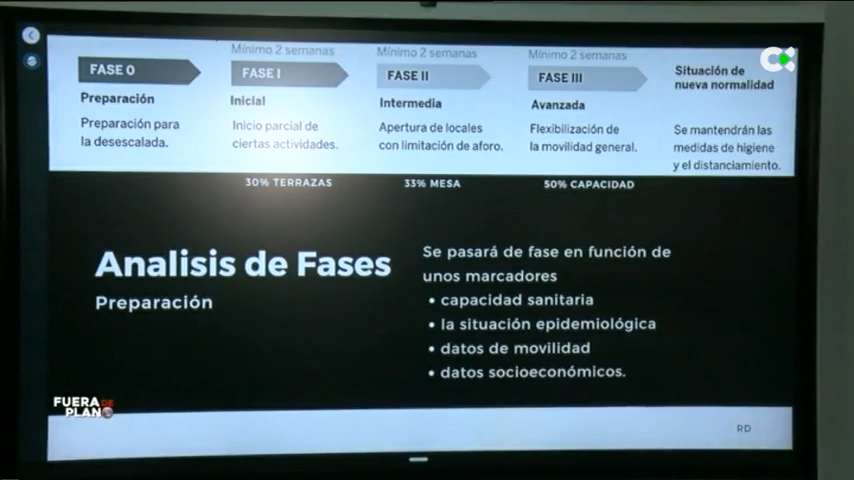 Mínimo 2 semanas
Mínimo 2 semanas
Mínimo 2 semanas
FASE 0
FASE I
FASE II
FASE III
Situación de
nueva normalidad
Preparación
Inicial
Intermedia
Avanzada
Preparación para
la desescalada.
Inicio parcial de
ciertas actividades.
Apertura de locales
con limitación de aforo.
Flexibilización de
la movilidad general.
Se mantendrán las
medidas de higiene
y el distanciamiento.
30% TERRAZAS
33% MESA
50% CAPACIDAD
Analisis de Fases
Preparación
Se pasará de fase en función de
unos marcadores
• capacidad sanitaria
• la situación epidemiológica
• datos de movilidad
• datos socioeconómicos.
FUERA DE
PLANO
RD